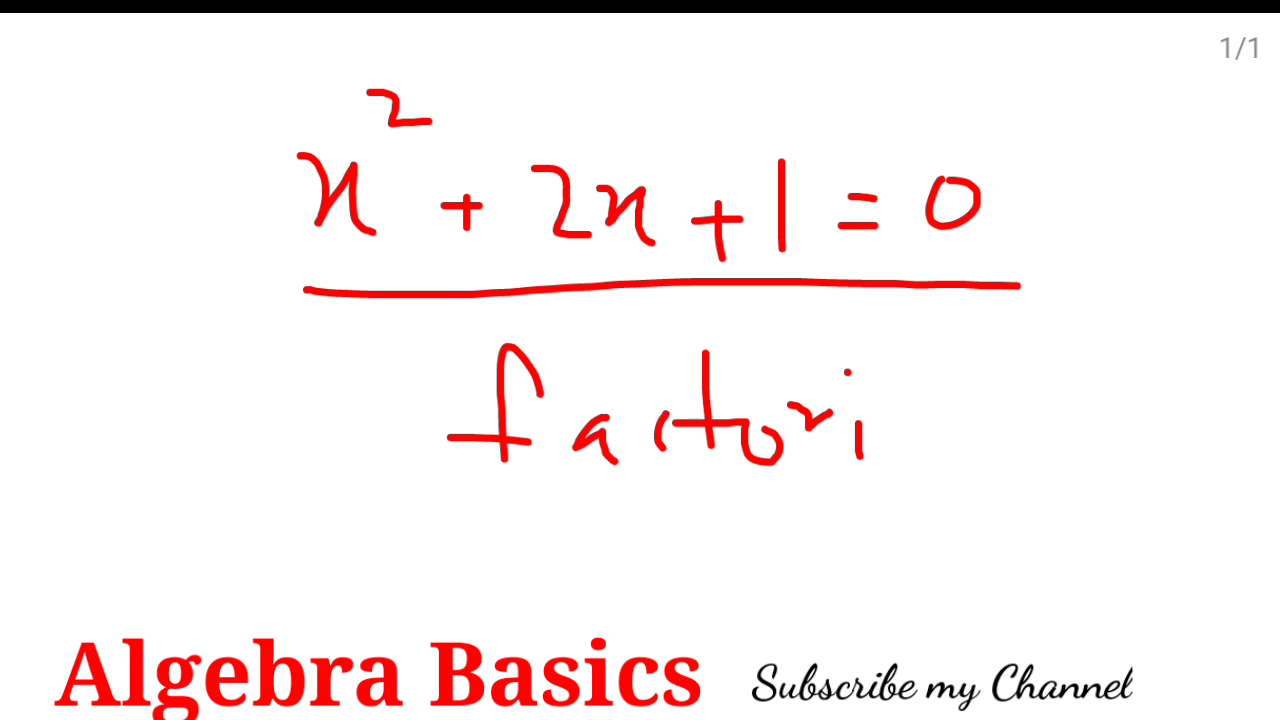 1/1
x² + 2x + 1 = 0
factori
Algebra Basics
Subscribe my Channel